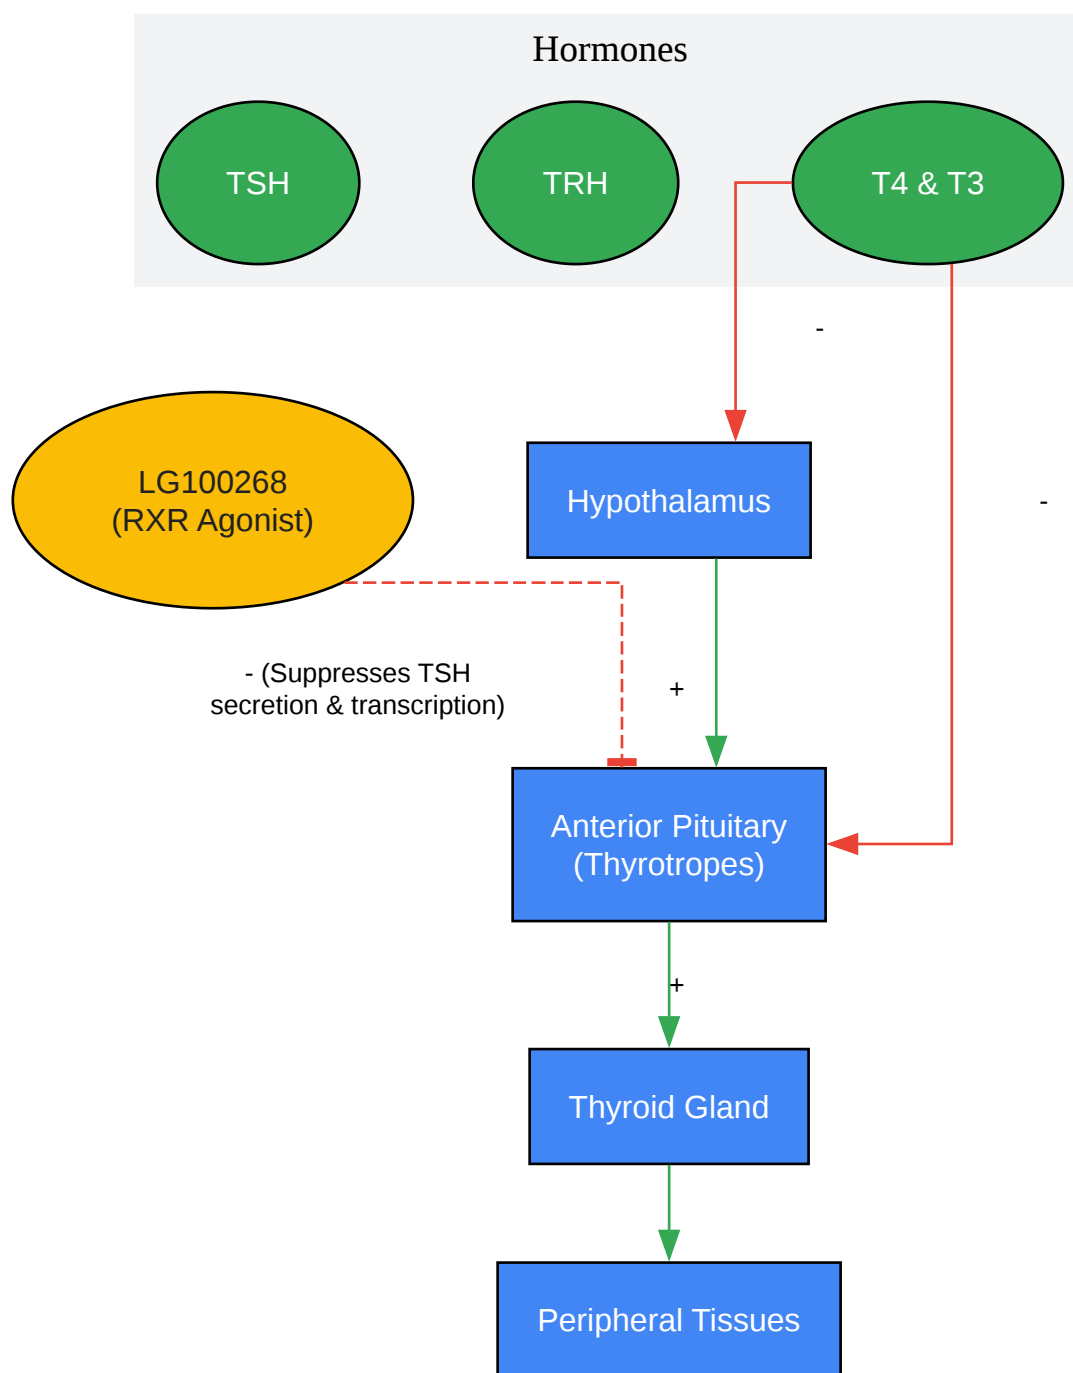 Hormones
TSH
TRH
T4 & T3
-
LG100268
(RXR Agonist)
Hypothalamus
-
- (Suppresses TSH
secretion & transcription)
+
Anterior Pituitary
(Thyrotropes)
+
Thyroid Gland
Peripheral Tissues